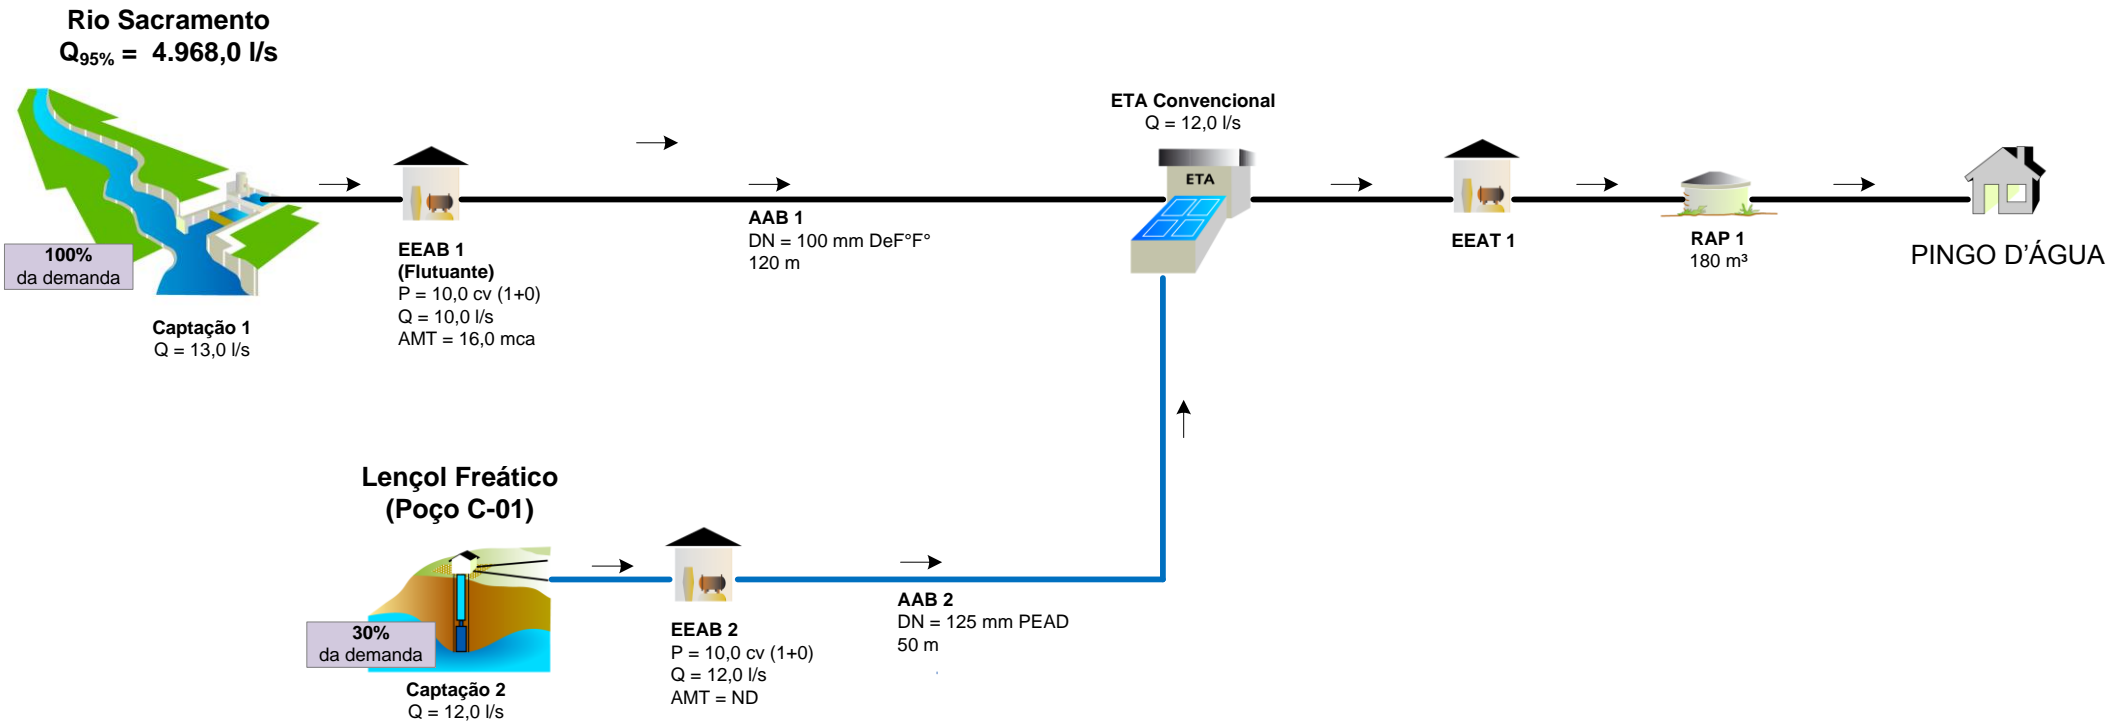 Rio Sacramento
Q95% = 4.968,0 l/s
100%
da demanda
Captação 1
Q = 13,0 l/s
EEAB 1
(Flutuante)
P = 10,0 cv (1+0)
Q = 10,0 l/s
AMT = 16,0 mca
AAB 1
DN = 100 mm DeF°F°
120 m
ETA Convencional
Q = 12,0 l/s
ETA
EEAT 1
RAP 1
180 m³
PINGO D'ÁGUA
Lençol Freático
(Poço C-01)
30%
da demanda
Captação 2
Q = 12,0 l/s
EEAB 2
P = 10,0 cv (1+0)
Q = 12,0 l/s
AMT = ND
AAB 2
DN = 125 mm PEAD
50 m